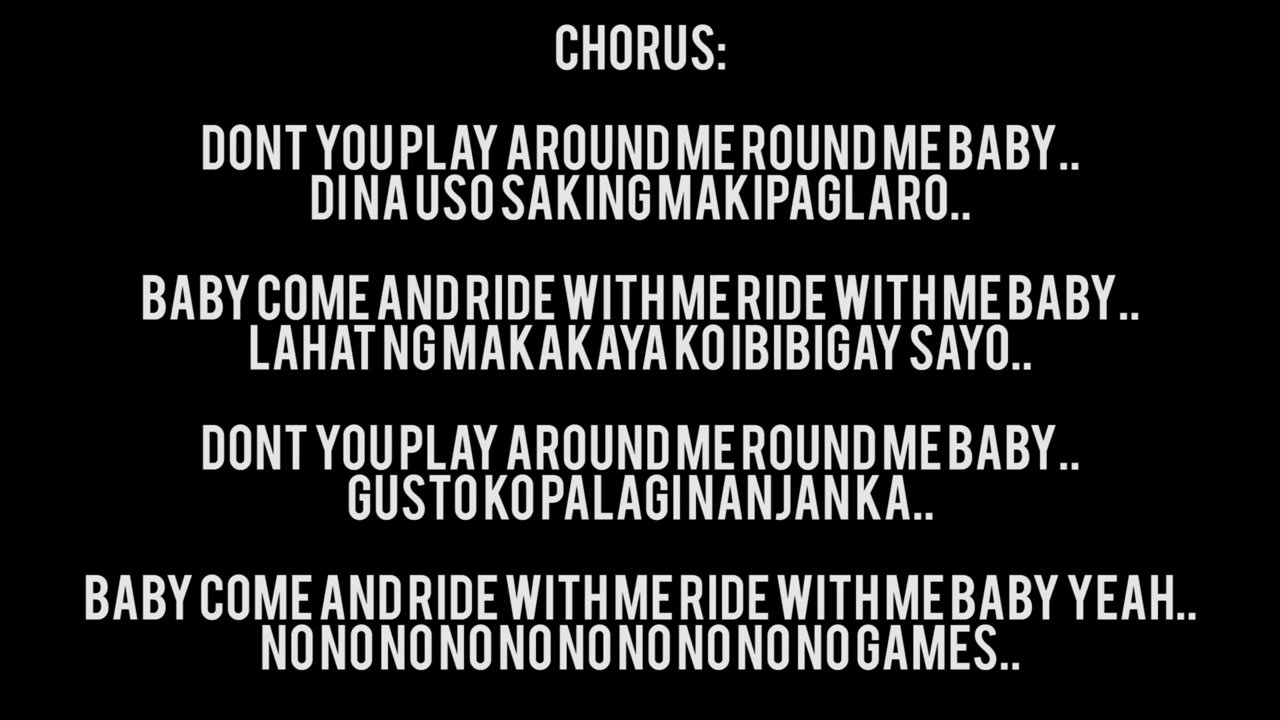 CHORUS:
DONT YOU PLAY AROUND ME ROUND ME BABY..
DI NA USO SAKING MAKIPAGLARO..
BABY COME AND RIDE WITH ME RIDE WITH ME BABY..
LAHAT NG MAKAKAYA KO IBIBIGAY SAYO..
DONT YOU PLAY AROUND ME ROUND ME BABY..
GUSTO KO PALAGI NANJAN KA..
BABY COME AND RIDE WITH ME RIDE WITH ME BABY YEAH..
NO NO NO NO NO NO NO NO NO NO GAMES..